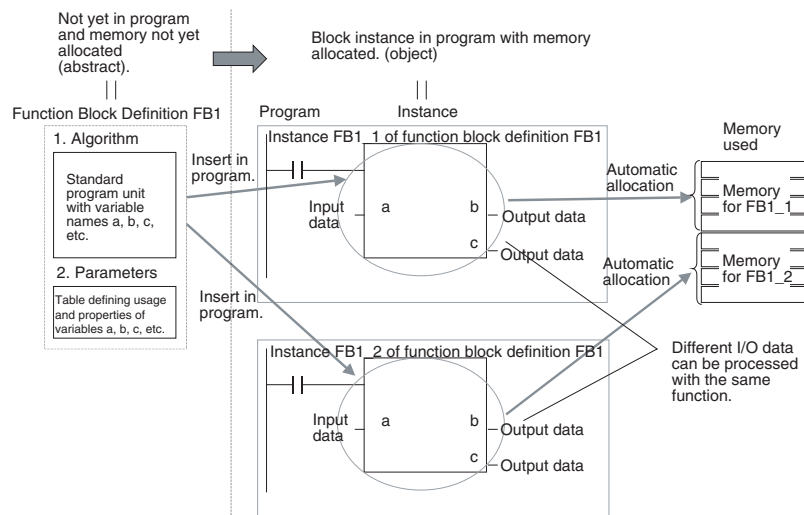 Not yet in program
and memory not yet
allocated
(abstract).
Block instance in program with memory
allocated. (object)
Function Block Definition FB1
1. Algorithm
Standard
program unit
with variable
names a, b, c,
etc.
2. Parameters
Table defining usage
and properties of
variables a, b, c, etc.
Insert in
program.
Insert in
program.
Program
Instance
Instance FB1_1 of function block definition FB1
Input
data
a
b
Output data
c
Output data
Instance FB1_2 of function block definition FB1
Input
data
a
b
Output data
c
Output data
Automatic
allocation
Automatic
allocation
Memory
used
Memory
for FB1_1
Memory
for FB1_2
Different I/O data
can be processed
with the same
function.